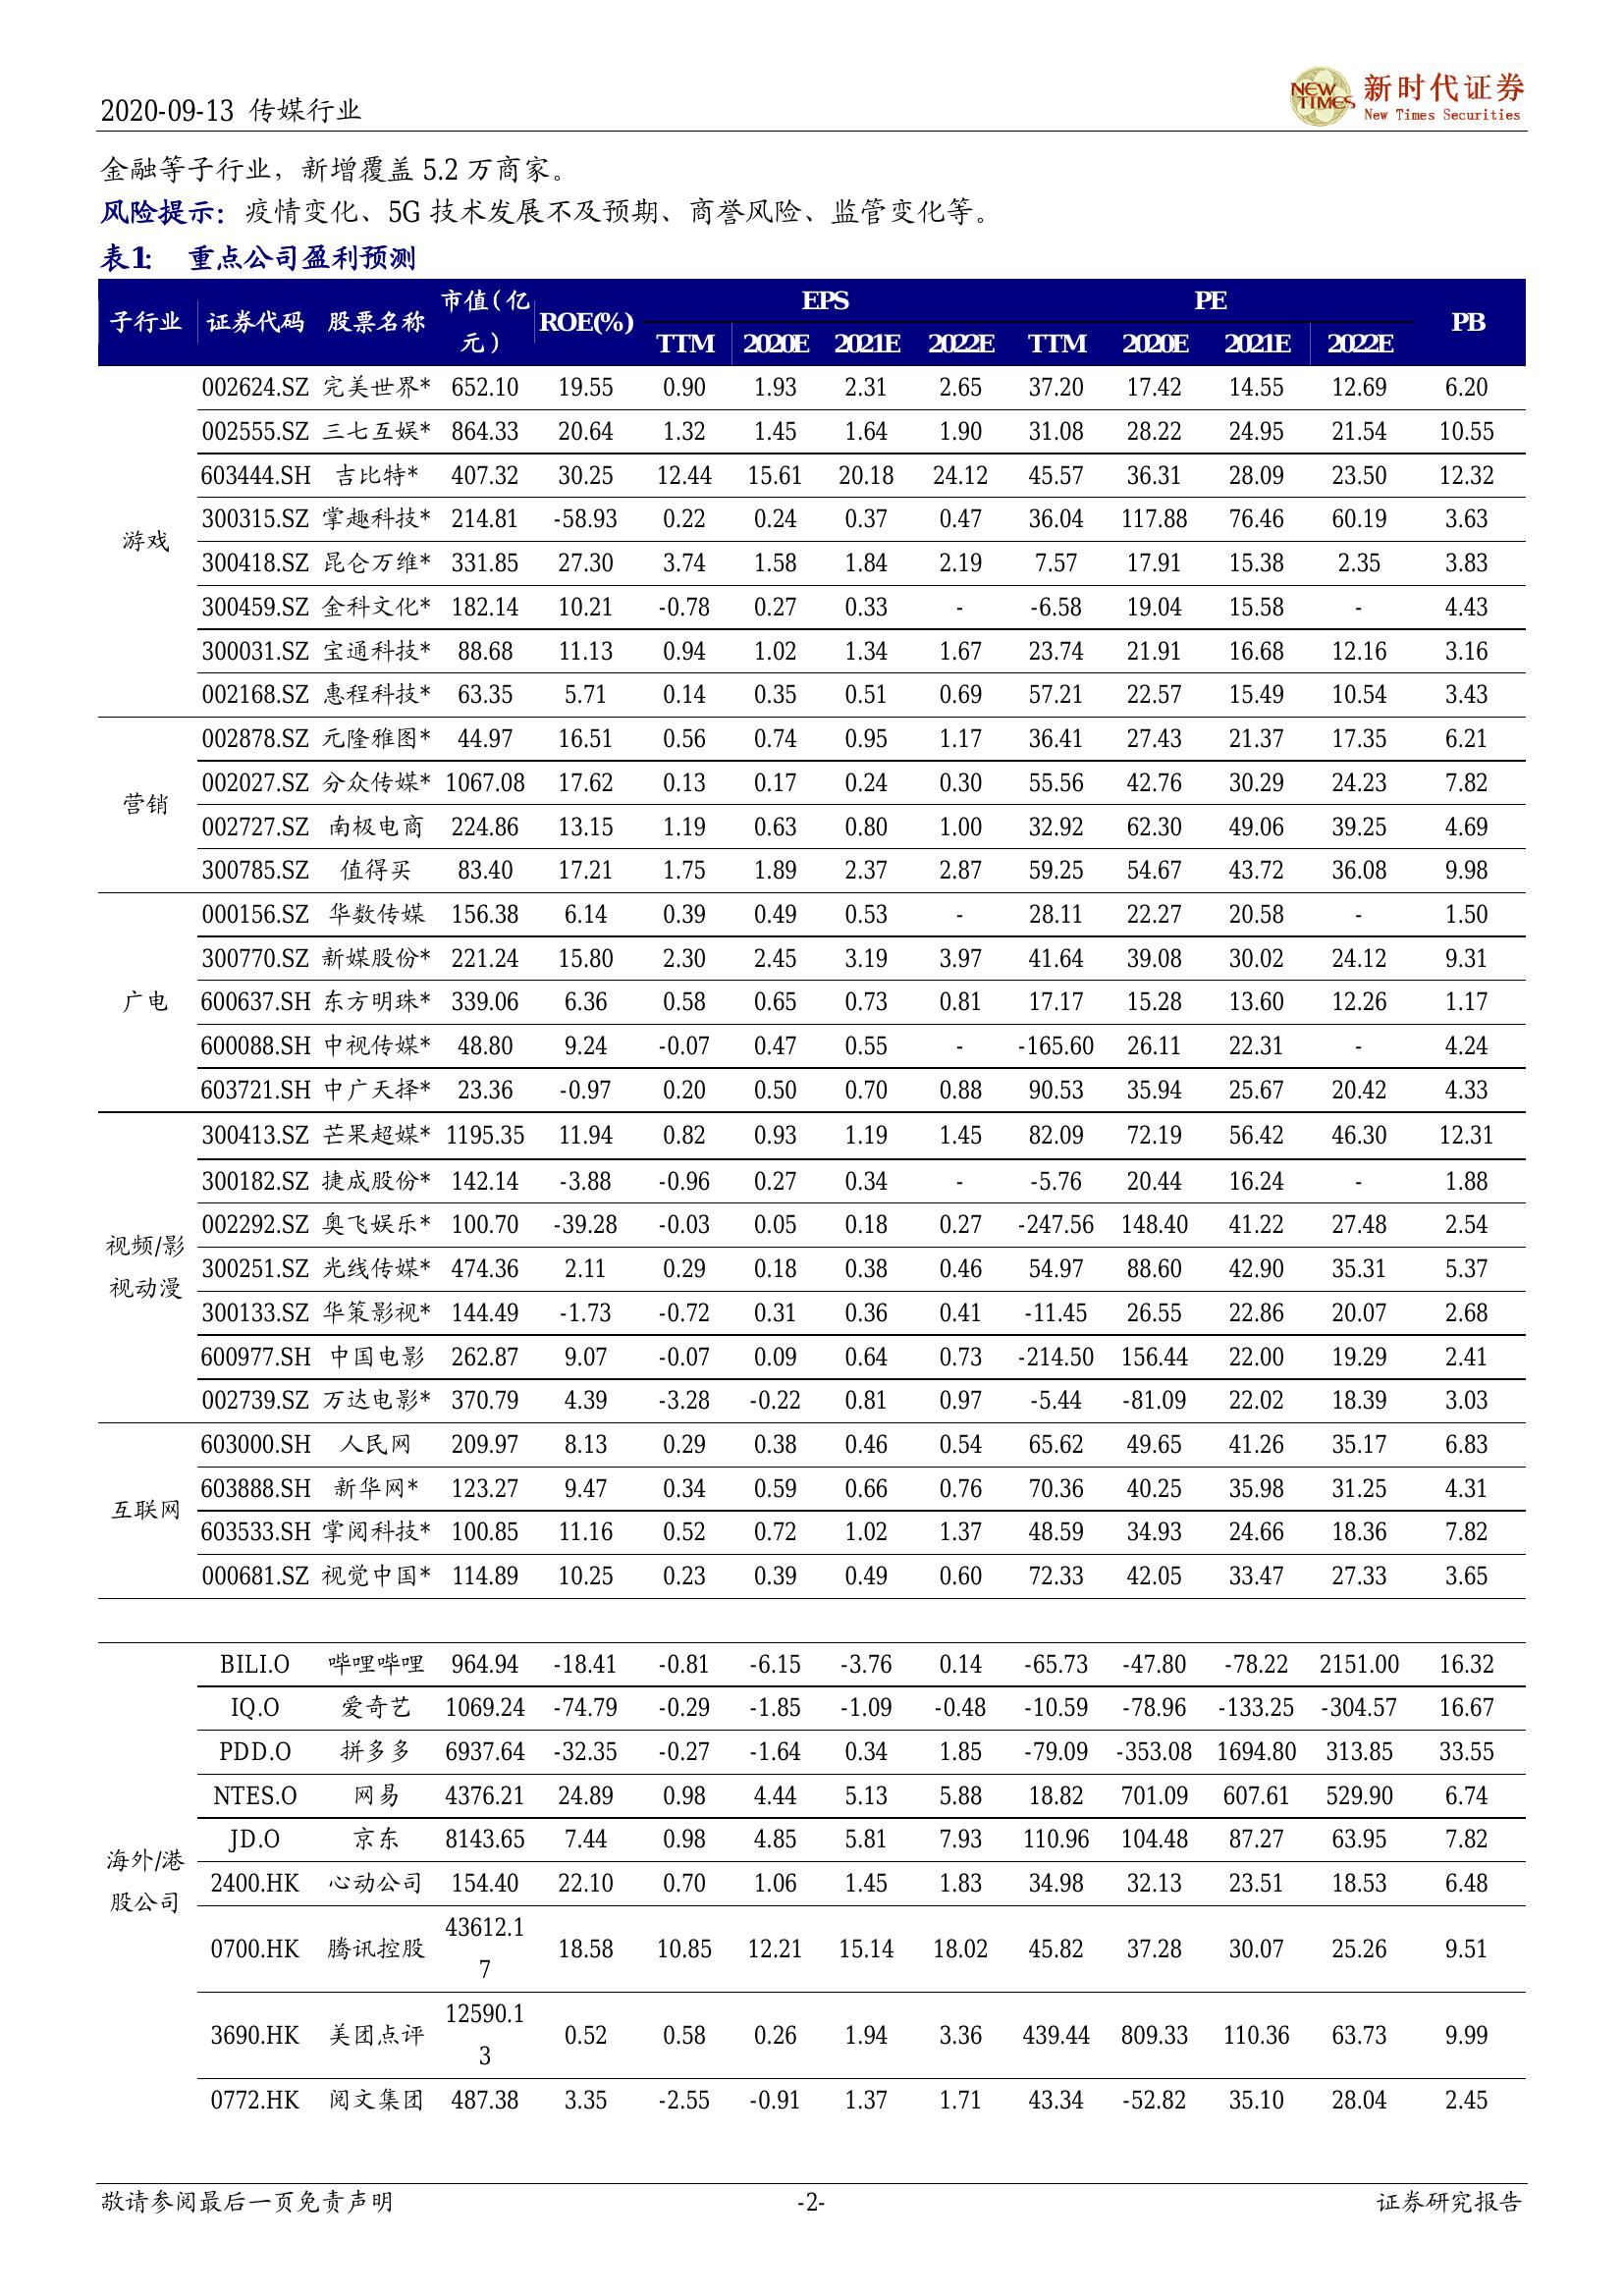 2020-09-13 传媒行业
NEW TIMES 新时代证券
New Times Securities
金融等子行业，新增覆盖 5.2 万商家。
风险提示：疫情变化、5G 技术发展不及预期、商誉风险、监管变化等。
表1: 重点公司盈利预测
子行业 证券代码 股票名称 市值（亿元） ROE(%) EPS PE PB
TTM 2020E 2021E 2022E TTM 2020E 2021E 2022E
游戏
002624.SZ 完美世界* 652.10 19.55 0.90 1.93 2.31 2.65 37.20 17.42 14.55 12.69 6.20
002555.SZ 三七互娱* 864.33 20.64 1.32 1.45 1.64 1.90 31.08 28.22 24.95 21.54 10.55
603444.SH 吉比特* 407.32 30.25 12.44 15.61 20.18 24.12 45.57 36.31 28.09 23.50 12.32
300315.SZ 掌趣科技* 214.81 -58.93 0.22 0.24 0.37 0.47 36.04 117.88 76.46 60.19 3.63
300418.SZ 昆仑万维* 331.85 27.30 3.74 1.58 1.84 2.19 7.57 17.91 15.38 2.35 3.83
300459.SZ 金科文化* 182.14 10.21 -0.78 0.27 0.33 - -6.58 19.04 15.58 - 4.43
300031.SZ 宝通科技* 88.68 11.13 0.94 1.02 1.34 1.67 23.74 21.91 16.68 12.16 3.16
002168.SZ 惠程科技* 63.35 5.71 0.14 0.35 0.51 0.69 57.21 22.57 15.49 10.54 3.43
营销
002878.SZ 元隆雅图* 44.97 16.51 0.56 0.74 0.95 1.17 36.41 27.43 21.37 17.35 6.21
002027.SZ 分众传媒* 1067.08 17.62 0.13 0.17 0.24 0.30 55.56 42.76 30.29 24.23 7.82
002727.SZ 南极电商 224.86 13.15 1.19 0.63 0.80 1.00 32.92 62.30 49.06 39.25 4.69
300785.SZ 值得买 83.40 17.21 1.75 1.89 2.37 2.87 59.25 54.67 43.72 36.08 9.98
广电
000156.SZ 华数传媒 156.38 6.14 0.39 0.49 0.53 - 28.11 22.27 20.58 - 1.50
300770.SZ 新媒股份* 221.24 15.80 2.30 2.45 3.19 3.97 41.64 39.08 30.02 24.12 9.31
600637.SH 东方明珠* 339.06 6.36 0.58 0.65 0.73 0.81 17.17 15.28 13.60 12.26 1.17
600088.SH 中视传媒* 48.80 9.24 -0.07 0.47 0.55 - -165.60 26.11 22.31 - 4.24
603721.SH 中广天择* 23.36 -0.97 0.20 0.50 0.70 0.88 90.53 35.94 25.67 20.42 4.33
视频/影视动漫
300413.SZ 芒果超媒* 1195.35 11.94 0.82 0.93 1.19 1.45 82.09 72.19 56.42 46.30 12.31
300182.SZ 捷成股份* 142.14 -3.88 -0.96 0.27 0.34 - -5.76 20.44 16.24 - 1.88
002292.SZ 奥飞娱乐* 100.70 -39.28 -0.03 0.05 0.18 0.27 -247.56 148.40 41.22 27.48 2.54
300251.SZ 光线传媒* 474.36 2.11 0.29 0.18 0.38 0.46 54.97 88.60 42.90 35.31 5.37
300133.SZ 华策影视* 144.49 -1.73 -0.72 0.31 0.36 0.41 -11.45 26.55 22.86 20.07 2.68
600977.SH 中国电影 262.87 9.07 -0.07 0.09 0.64 0.73 -214.50 156.44 22.00 19.29 2.41
002739.SZ 万达电影* 370.79 4.39 -3.28 -0.22 0.81 0.97 -5.44 -81.09 22.02 18.39 3.03
互联网
603000.SH 人民网 209.97 8.13 0.29 0.38 0.46 0.54 65.62 49.65 41.26 35.17 6.83
603888.SH 新华网* 123.27 9.47 0.34 0.59 0.66 0.76 70.36 40.25 35.98 31.25 4.31
603533.SH 掌阅科技* 100.85 11.16 0.52 0.72 1.02 1.37 48.59 34.93 24.66 18.36 7.82
000681.SZ 视觉中国* 114.89 10.25 0.23 0.39 0.49 0.60 72.33 42.05 33.47 27.33 3.65
海外/港股公司
BILI.O 哔哩哔哩 964.94 -18.41 -0.81 -6.15 -3.76 0.14 -65.73 -47.80 -78.22 2151.00 16.32
IQ.O 爱奇艺 1069.24 -74.79 -0.29 -1.85 -1.09 -0.48 -10.59 -78.96 -133.25 -304.57 16.67
PDD.O 拼多多 6937.64 -32.35 -0.27 -1.64 0.34 1.85 -79.09 -353.08 1694.80 313.85 33.55
NTES.O 网易 4376.21 24.89 0.98 4.44 5.13 5.88 18.82 701.09 607.61 529.90 6.74
JD.O 京东 8143.65 7.44 0.98 4.85 5.81 7.93 110.96 104.48 87.27 63.95 7.82
2400.HK 心动公司 154.40 22.10 0.70 1.06 1.45 1.83 34.98 32.13 23.51 18.53 6.48
0700.HK 腾讯控股 43612.17 18.58 10.85 12.21 15.14 18.02 45.82 37.28 30.07 25.26 9.51
3690.HK 美团点评 12590.13 0.52 0.58 0.26 1.94 3.36 439.44 809.33 110.36 63.73 9.99
0772.HK 阅文集团 487.38 3.35 -2.55 -0.91 1.37 1.71 43.34 -52.82 35.10 28.04 2.45
敬请参阅最后一页免责声明 -2- 证券研究报告